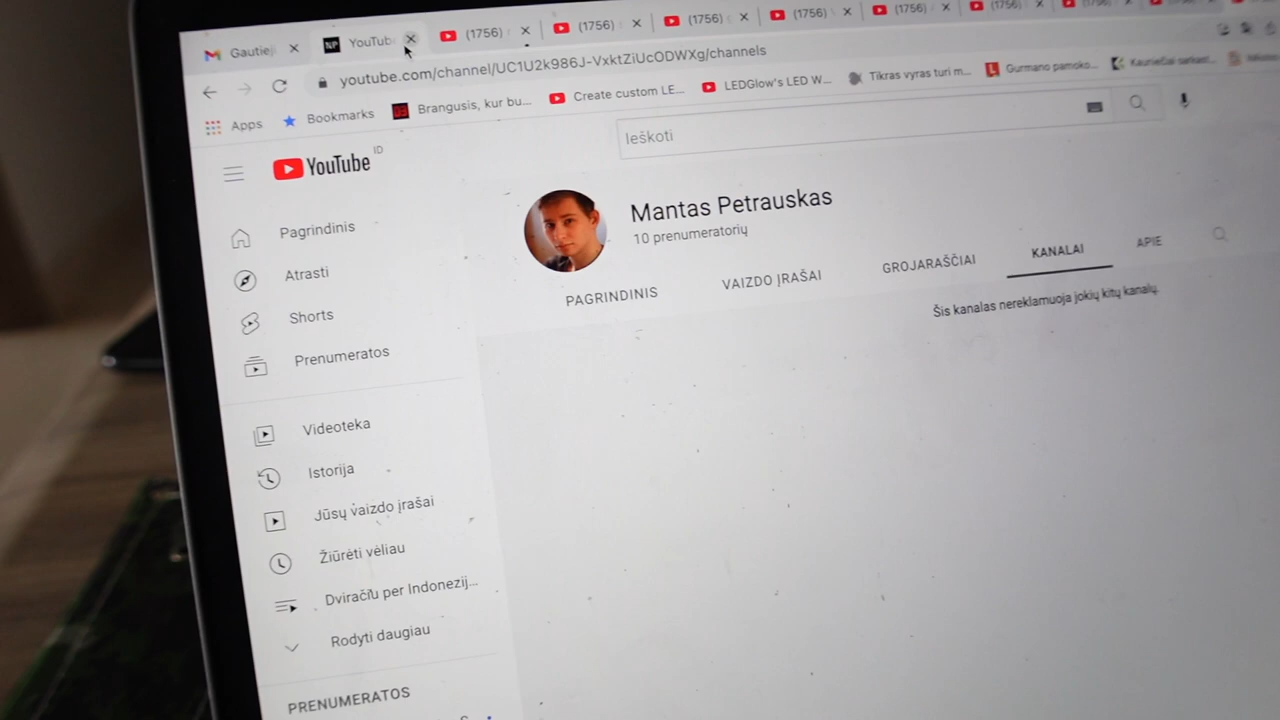 Gautiej
YouTub
(1756)
(1756)
(1756)
(1756)
(1756)
(1756)
youtube.com/channel/UC1U2k986J-VxktZiUcODWXg/channels
Apps
Bookmarks
Brangusis, kur bu...
Create custom LE...
LEDGlow's LED W...
Tikras vyras turi m...
Gurmano pamoko...
YouTube ID
Ieškoti
Mantas Petrauskas
10 prenumeratorių
PAGRINDINIS
VAIZDO ĮRAŠAI
GROJARAŠČIAI
KANALAI
APIE
Šis kanalas nereklamuoja jokių kitų kanalų.
Pagrindinis
Atrasti
Shorts
Prenumeratos
Videoteka
Istorija
Jūsų vaizdo įrašai
Žiūrėti vėliau
Dviračiu per Indonezij...
Rodyti daugiau
PRENUMERATOS